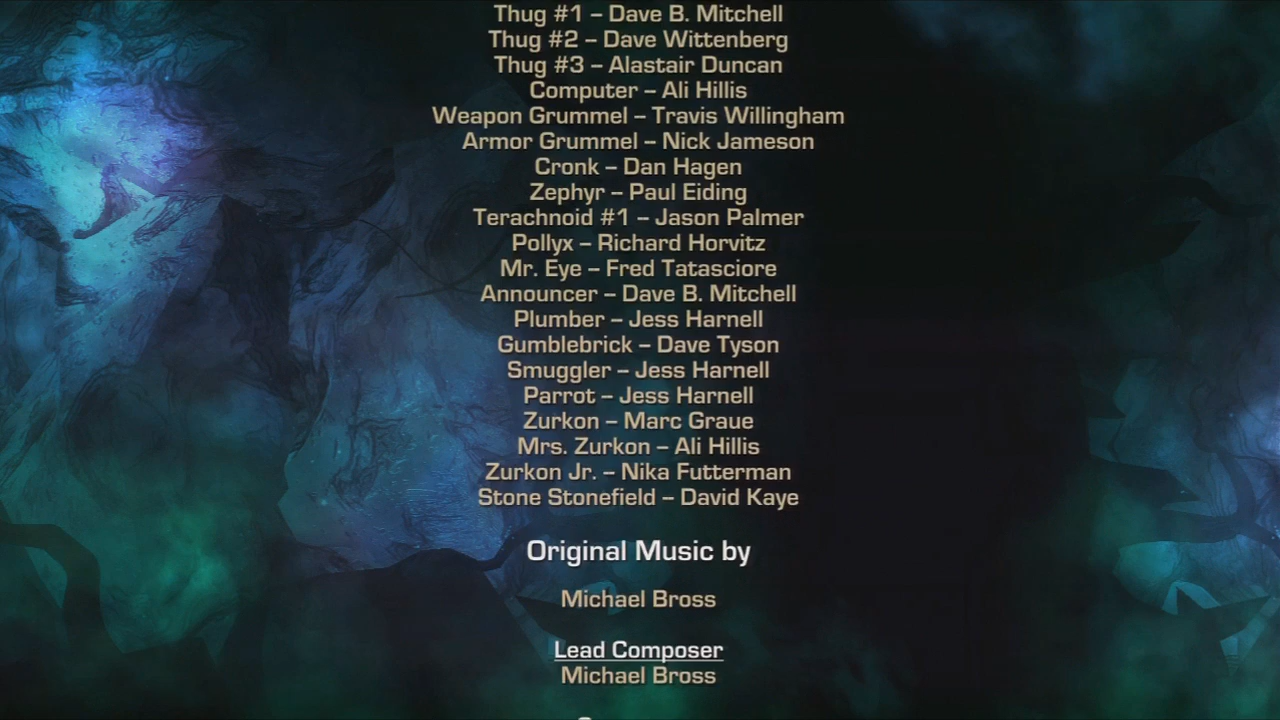 Thug #1 – Dave B. Mitchell
Thug #2 – Dave Wittenberg
Thug #3 – Alastair Duncan
Computer – Ali Hillis
Weapon Grummel – Travis Willingham
Armor Grummel – Nick Jameson
Cronk – Dan Hagen
Zephyr – Paul Eiding
Terachnoid #1 – Jason Palmer
Pollyx – Richard Horvitz
Mr. Eye – Fred Tatasciore
Announcer – Dave B. Mitchell
Plumber – Jess Harnell
Gumblebrick – Dave Tyson
Smuggler – Jess Harnell
Parrot – Jess Harnell
Zurkon – Marc Graue
Mrs. Zurkon – Ali Hillis
Zurkon Jr. – Nika Futterman
Stone Stonefield – David Kaye
Original Music by
Michael Bross
Lead Composer
Michael Bross